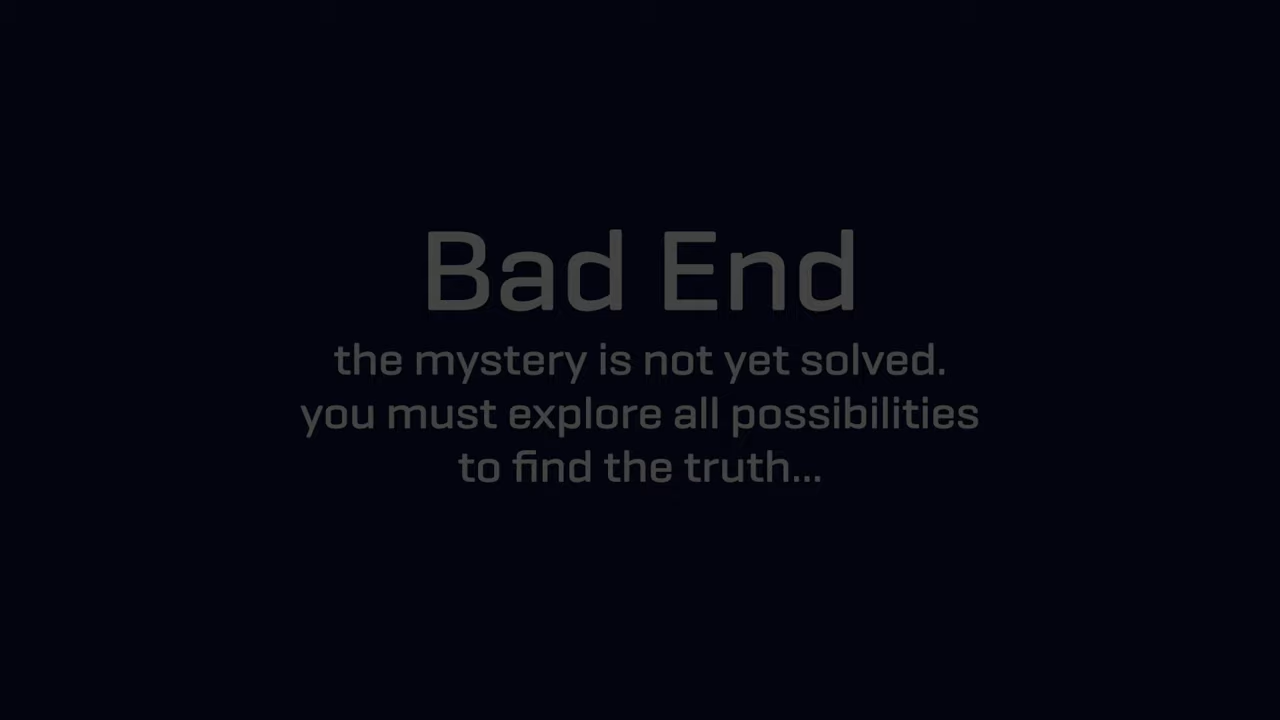 Bad End
the mystery is not yet solved.
you must explore all possibilities
to find the truth...